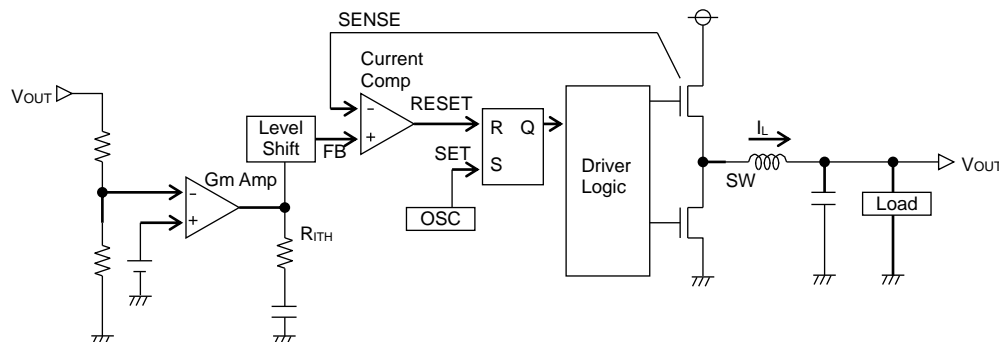 SENSE
Current
Comp
VOUT
RESET
Level
Shift
-
+
R Q
IL
FB
SET
S
Driver
Logic
VOUT
Gm Amp
SW
-
+
OSC
Load
RITH